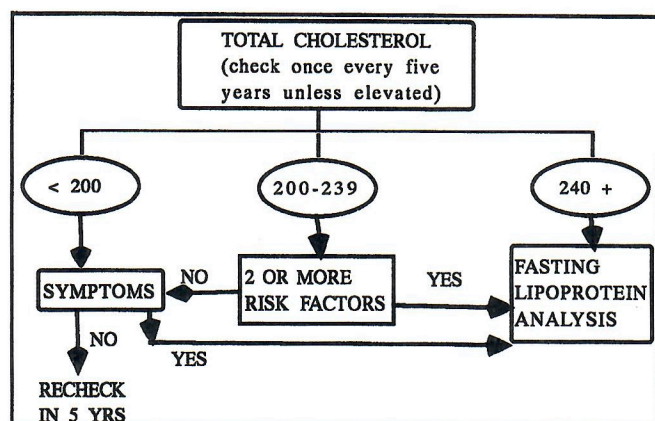 TOTAL CHOLESTEROL
(check once every five
years unless elevated)
< 200
200-239
240 +
SYMPTOMS
NO
2 OR MORE
RISK FACTORS
YES
FASTING
LIPOPROTEIN
ANALYSIS
NO
YES
RECHECK
IN 5 YRS